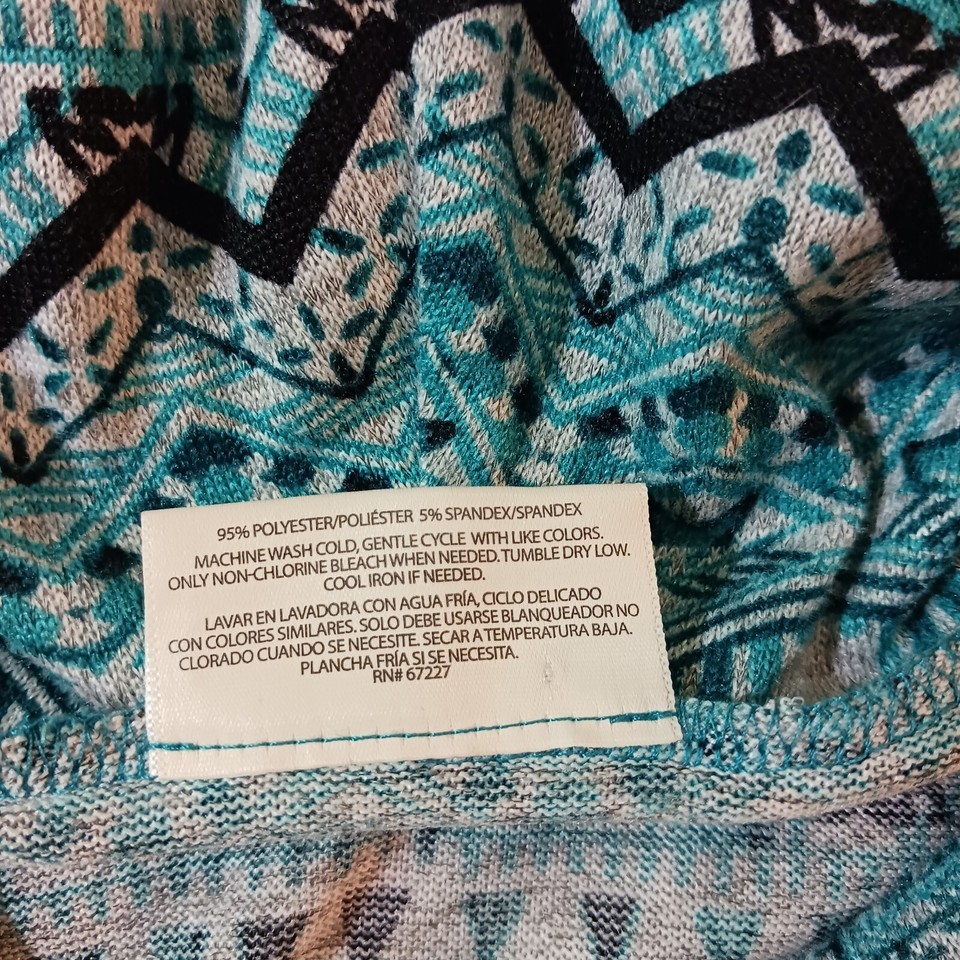 95% POLYESTER/POLIÉSTER 5% SPANDEX/SPANDEX
MACHINE WASH COLD, GENTLE CYCLE WITH LIKE COLORS.
ONLY NON-CHLORINE BLEACH WHEN NEEDED. TUMBLE DRY LOW.
COOL IRON IF NEEDED.
LAVAR EN LAVADORA CON AGUA FRÍA, CICLO DELICADO
CON COLORES SIMILARES. SOLO DEBE USARSE BLANQUEADOR NO
CLORADO CUANDO SE NECESITE. SECAR A TEMPERATURA BAJA.
PLANCHA FRÍA SI SE NECESITA.
RN# 67227